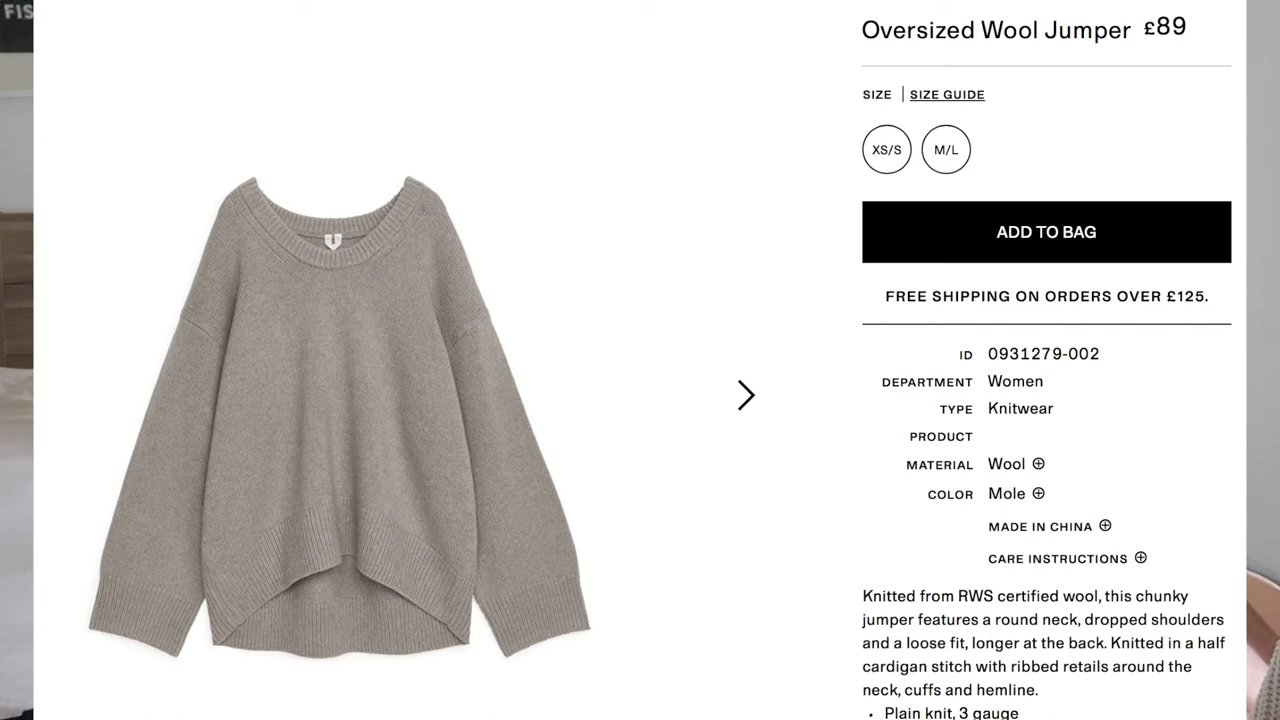 FIS
Oversized Wool Jumper £89
SIZE | SIZE GUIDE
XS/S M/L
ADD TO BAG
FREE SHIPPING ON ORDERS OVER £125.
ID 0931279-002
DEPARTMENT Women
TYPE Knitwear
PRODUCT
MATERIAL Wool ⊕
COLOR Mole ⊕
MADE IN CHINA ⊕
CARE INSTRUCTIONS ⊕
Knitted from RWS certified wool, this chunky
jumper features a round neck, dropped shoulders
and a loose fit, longer at the back. Knitted in a half
cardigan stitch with ribbed retails around the
neck, cuffs and hemline.
• Plain knit, 3 gauge